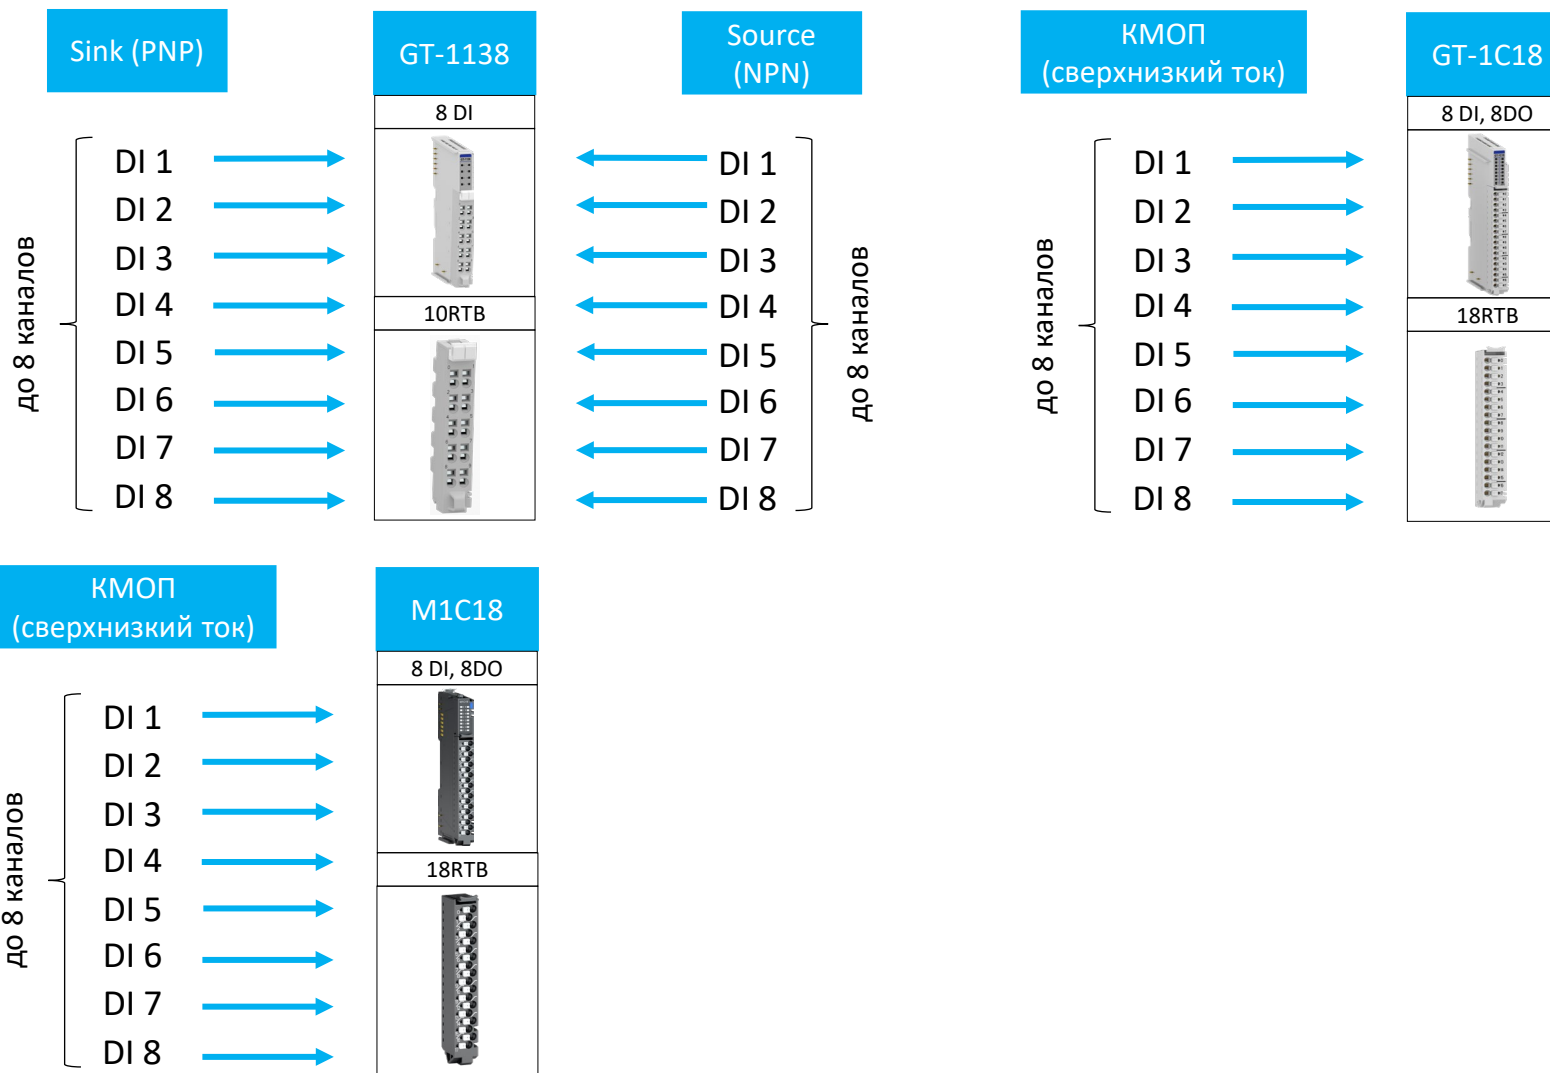 Sink (PNP)
GT-1138
8 DI
10RTB
Source
(NPN)
DI 1
DI 2
DI 3
DI 4
DI 5
DI 6
DI 7
DI 8
до 8 каналов
DI 1
DI 2
DI 3
DI 4
DI 5
DI 6
DI 7
DI 8
до 8 каналов
КМОП
(сверхнизкий ток)
GT-1C18
8 DI, 8DO
18RTB
DI 1
DI 2
DI 3
DI 4
DI 5
DI 6
DI 7
DI 8
до 8 каналов
КМОП
(сверхнизкий ток)
M1C18
8 DI, 8DO
18RTB
DI 1
DI 2
DI 3
DI 4
DI 5
DI 6
DI 7
DI 8
до 8 каналов